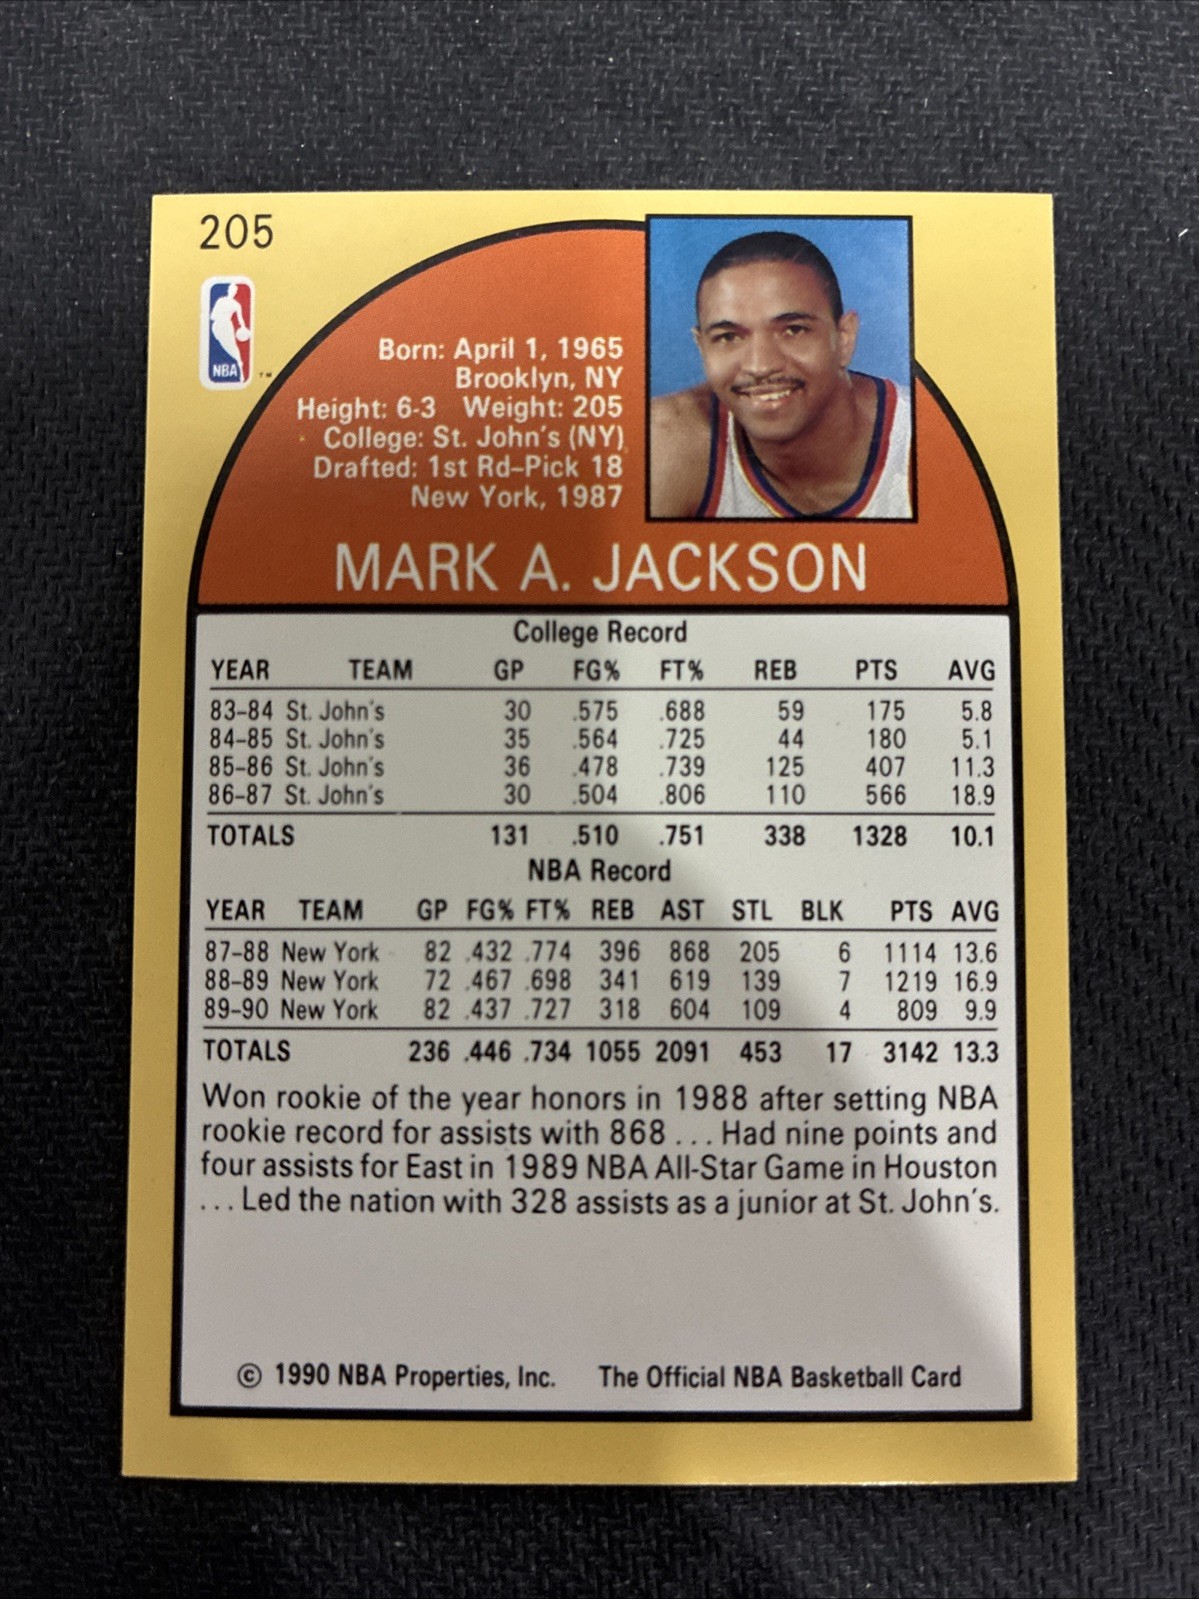 205
NBA
TM
Born: April 1, 1965
Brooklyn, NY
Height: 6-3 Weight: 205
College: St. John's (NY)
Drafted: 1st Rd–Pick 18
New York, 1987
MARK A. JACKSON
College Record
YEAR TEAM GP FG% FT% REB PTS AVG
83–84 St. John's 30 .575 .688 59 175 5.8
84–85 St. John's 35 .564 .725 44 180 5.1
85–86 St. John's 36 .478 .739 125 407 11.3
86–87 St. John's 30 .504 .806 110 566 18.9
TOTALS 131 .510 .751 338 1328 10.1
NBA Record
YEAR TEAM GP FG% FT% REB AST STL BLK PTS AVG
87–88 New York 82 .432 .774 396 868 205 6 1114 13.6
88–89 New York 72 .467 .698 341 619 139 7 1219 16.9
89–90 New York 82 .437 .727 318 604 109 4 809 9.9
TOTALS 236 .446 .734 1055 2091 453 17 3142 13.3
Won rookie of the year honors in 1988 after setting NBA
rookie record for assists with 868 ... Had nine points and
four assists for East in 1989 NBA All-Star Game in Houston
... Led the nation with 328 assists as a junior at St. John's.
© 1990 NBA Properties, Inc. The Official NBA Basketball Card